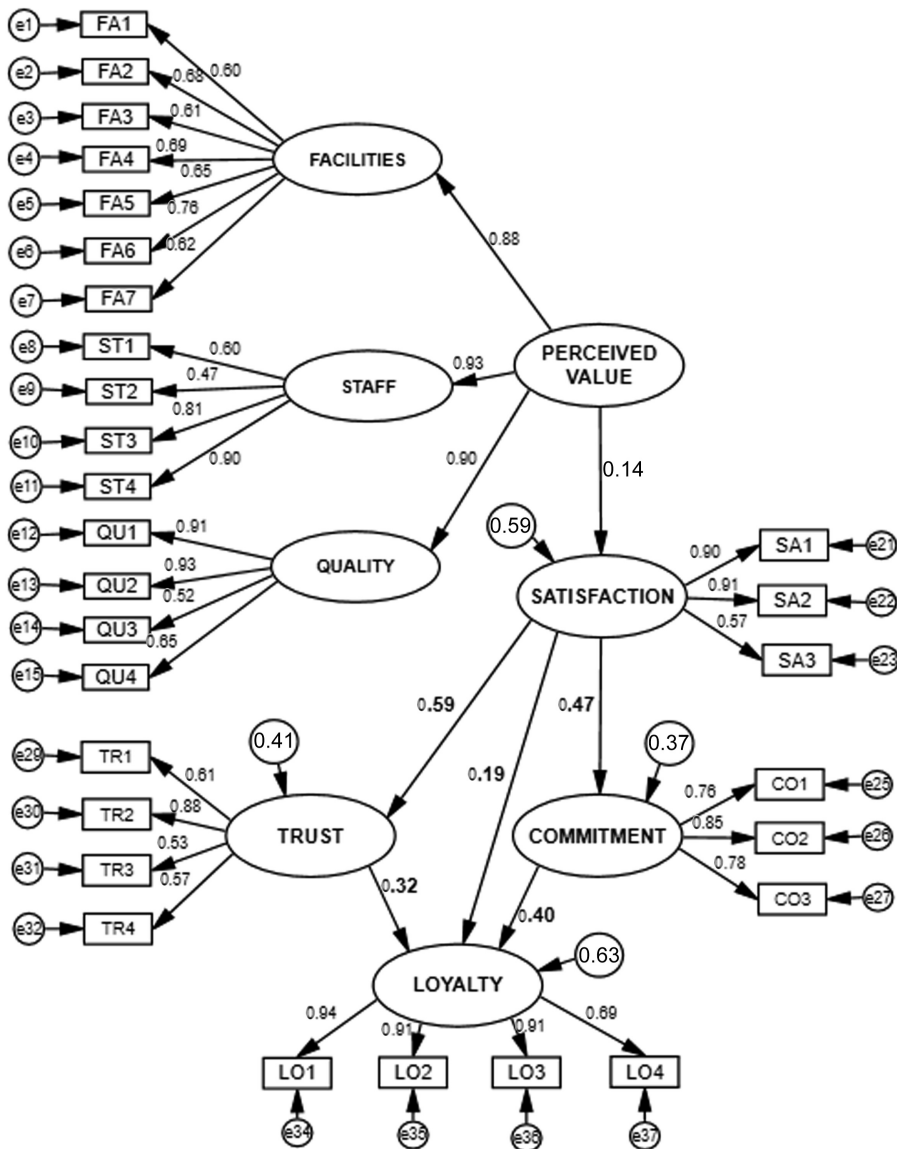 e1 FA1
0.60
e2 FA2
0.68
e3 FA3
0.61
e4 FA4
0.69
FACILITIES
e5 FA5
0.65
e6 FA6
0.76
e7 FA7
0.62
0.88
e8 ST1
0.60
PERCEIVED
VALUE
e9 ST2
0.47
STAFF
0.93
e10 ST3
0.81
e11 ST4
0.90
0.90
0.14
e12 QU1
0.91
0.59
e13 QU2
0.93
QUALITY
e14 QU3
0.52
e15 QU4
0.65
SATISFACTION
0.90
SA1 e21
0.91
SA2 e22
0.57
SA3 e23
0.59
0.47
0.19
0.41
0.37
e29 TR1
0.61
e30 TR2
0.88
e31 TR3
0.53
e32 TR4
0.57
TRUST
COMMITMENT
0.76
CO1 e25
0.85
CO2 e26
0.78
CO3 e27
0.32
0.40
0.63
LOYALTY
0.94
0.91
0.91
0.69
LO1 LO2 LO3 LO4
e34 e35 e36 e37